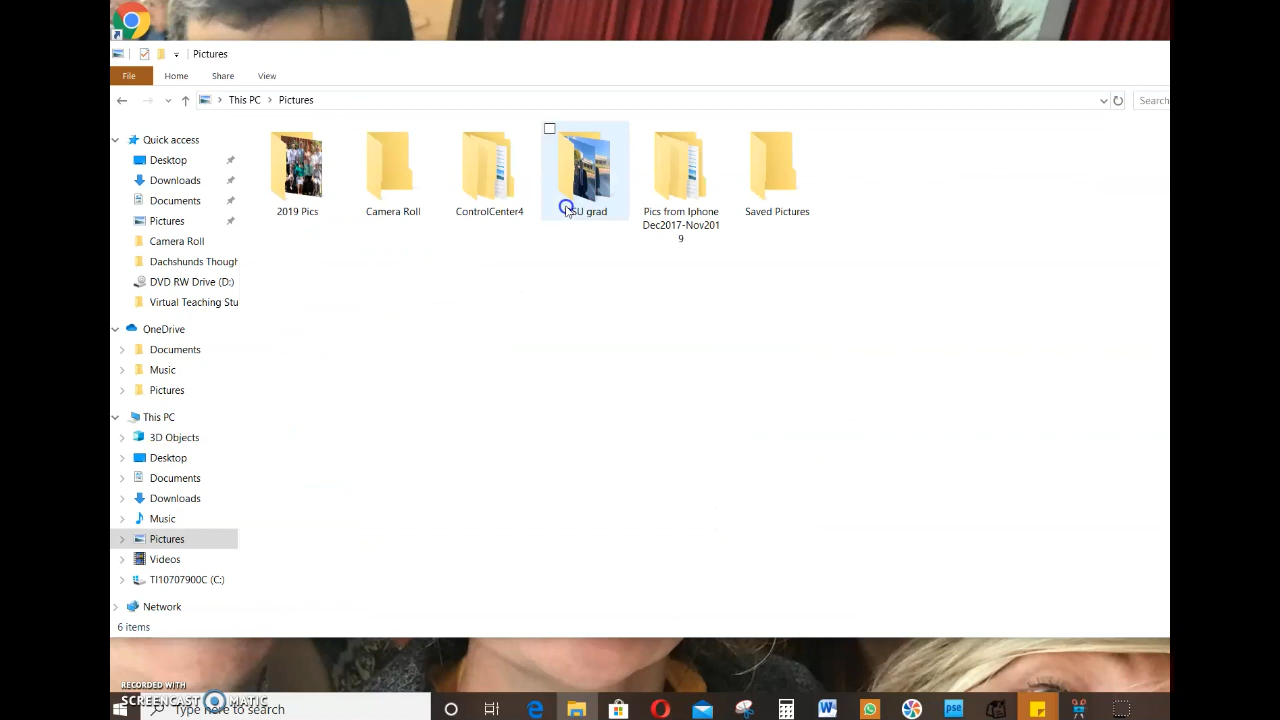 Pictures
File Home Share View
This PC Pictures
Search
Quick access
Desktop
Downloads
Documents
Pictures
Camera Roll
Dachshunds Though
DVD RW Drive (D:)
Virtual Teaching Stu
OneDrive
Documents
Music
Pictures
This PC
3D Objects
Desktop
Documents
Downloads
Music
Pictures
Videos
TI10707900C (C:)
Network
6 items
2019 Pics
Camera Roll
ControlCenter4
SU grad
Pics from Iphone
Dec2017-Nov201
9
Saved Pictures
RECORDED WITH
SCREENCAST MATIC
Type here to search
pse